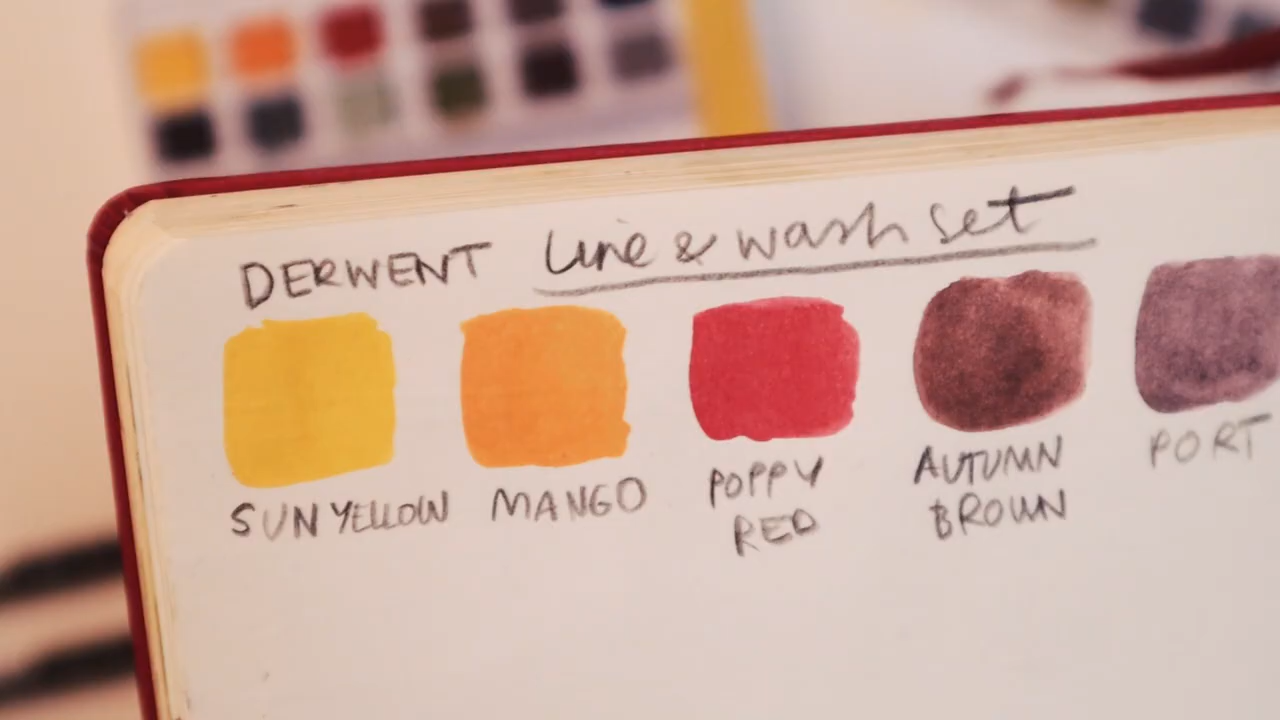 DERWENT Line & wash set
SUN YELLOW MANGO POPPY RED AUTUMN BROWN PORT